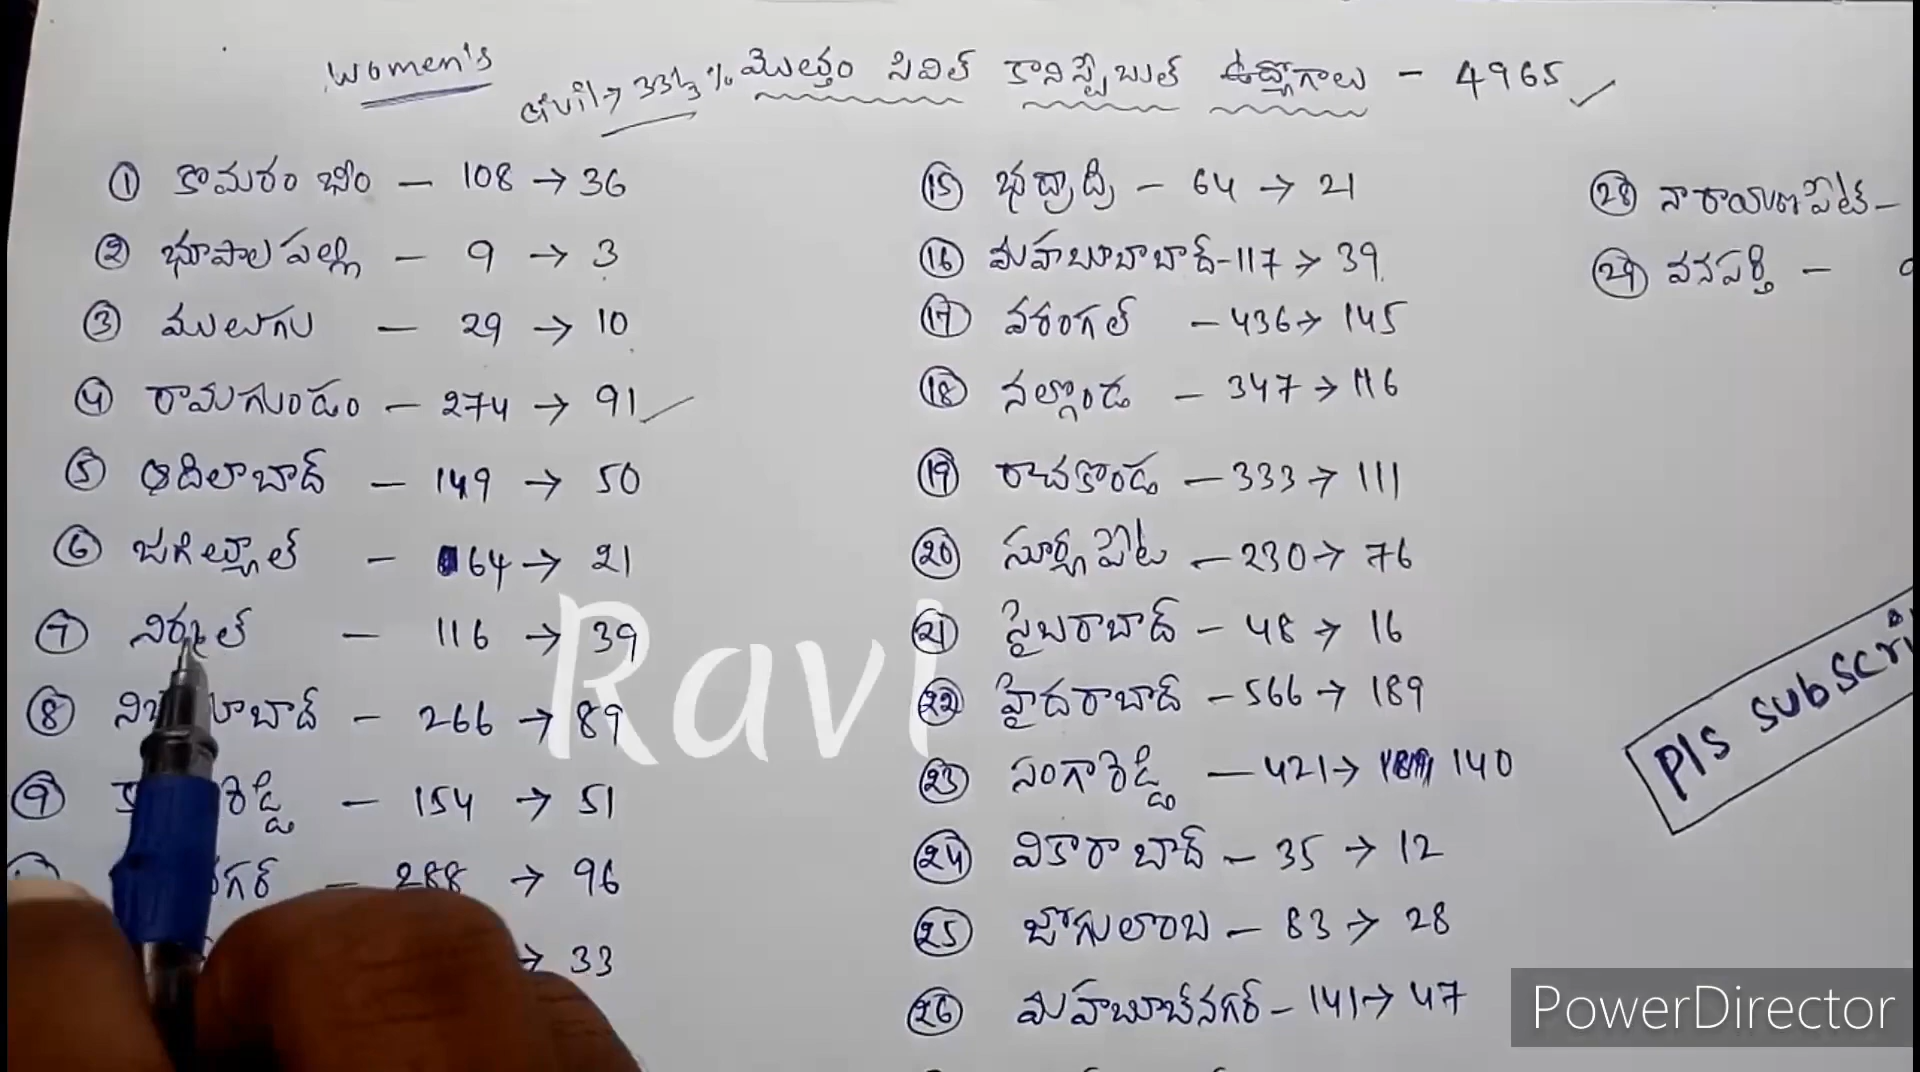 women's
civil→ 33⅓ % మొత్తం సివిల్ కానిస్టేబుల్ ఉద్యోగాలు - 4965
① కొమరం భీం - 108 → 36
② భూపాలపల్లి - 9 → 3
③ ములుగు - 29 → 10
④ రామగుండం - 274 → 91
⑤ ఆదిలాబాద్ - 149 → 50
⑥ జగిత్యాల్ - 64 → 21
⑦ నిర్మల్ - 116 → 39
⑧ - 266 → 89
⑨ - 154 → 51
- 288 → 96
→ 33
⑮ భద్రాద్రి - 64 → 21
⑯ మహబూబాబాద్ - 117 → 39
⑰ వరంగల్ - 436 → 145
⑱ నల్గొండ - 347 → 116
⑲ రాచకొండ - 333 → 111
⑳ సూర్యపేట - 230 → 76
㉑ సైబరాబాద్ - 48 → 16
㉒ హైదరాబాద్ - 566 → 189
㉓ సంగారెడ్డి - 421 → 140
㉔ వికారాబాద్ - 35 → 12
㉕ జోగులాంబ - 83 → 28
㉖ మహబూబ్‌నగర్ - 141 → 47
㉘ నారాయణపేట్ -
㉙ వనపర్తి -
Pls subscri
Ravi
PowerDirector